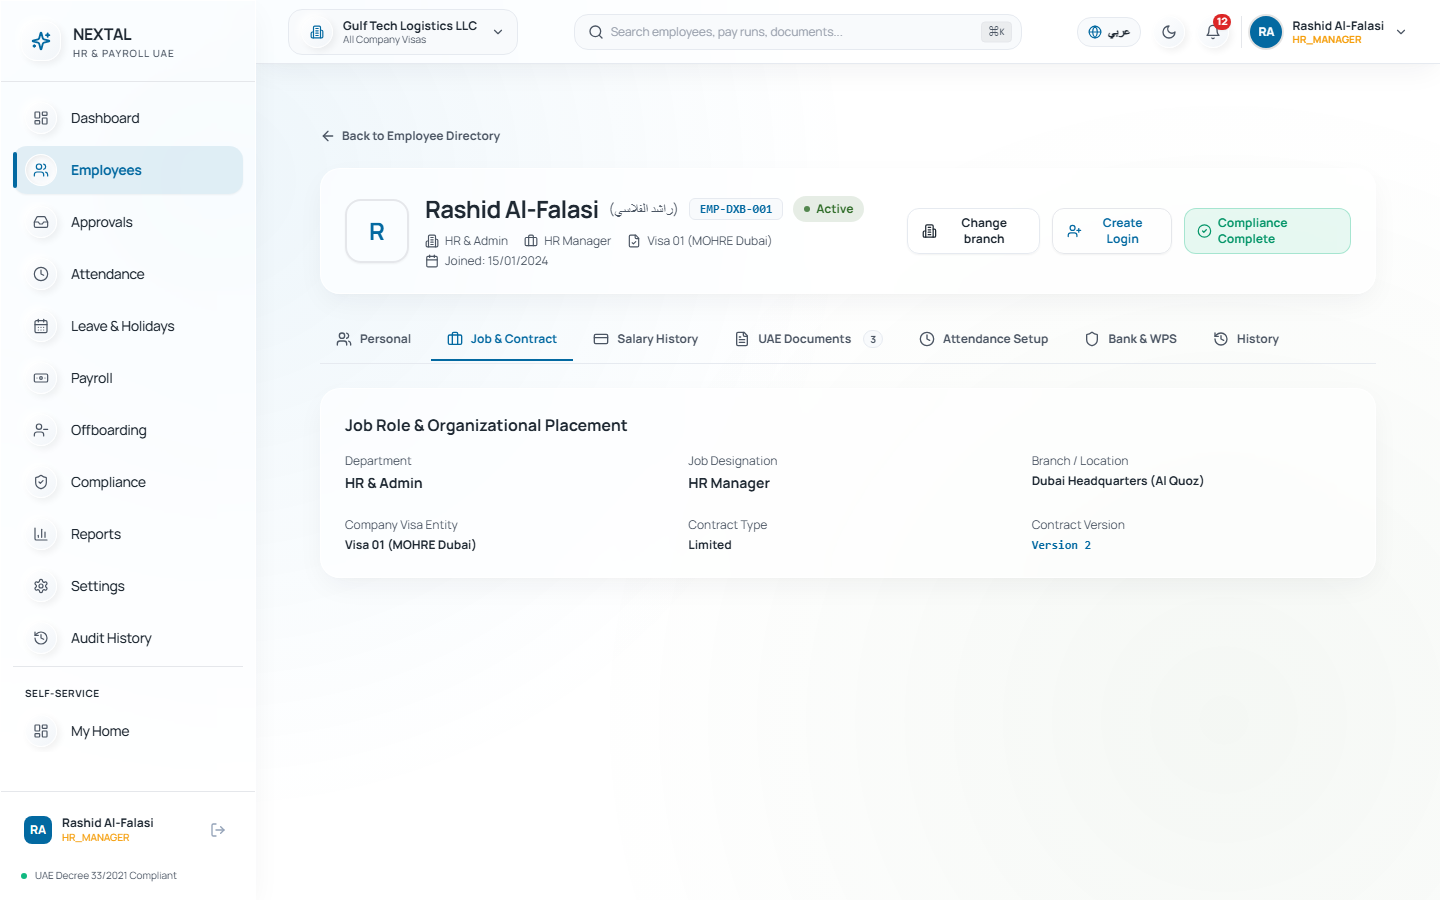 NEXTAL
HR & PAYROLL UAE
Gulf Tech Logistics LLC
All Company Visas
Search employees, pay runs, documents...
⌘K
عربي
12
RA
Rashid Al-Falasi
HR_MANAGER
Dashboard
Employees
Approvals
Attendance
Leave & Holidays
Payroll
Offboarding
Compliance
Reports
Settings
Audit History
SELF-SERVICE
My Home
RA
Rashid Al-Falasi
HR_MANAGER
UAE Decree 33/2021 Compliant
Back to Employee Directory
R
Rashid Al-Falasi (راشد الفلاسي) EMP-DXB-001 Active
HR & Admin HR Manager Visa 01 (MOHRE Dubai)
Joined: 15/01/2024
Change branch
Create Login
Compliance Complete
Personal Job & Contract Salary History UAE Documents 3 Attendance Setup Bank & WPS History
Job Role & Organizational Placement
Department Job Designation Branch / Location
HR & Admin HR Manager Dubai Headquarters (Al Quoz)
Company Visa Entity Contract Type Contract Version
Visa 01 (MOHRE Dubai) Limited Version 2